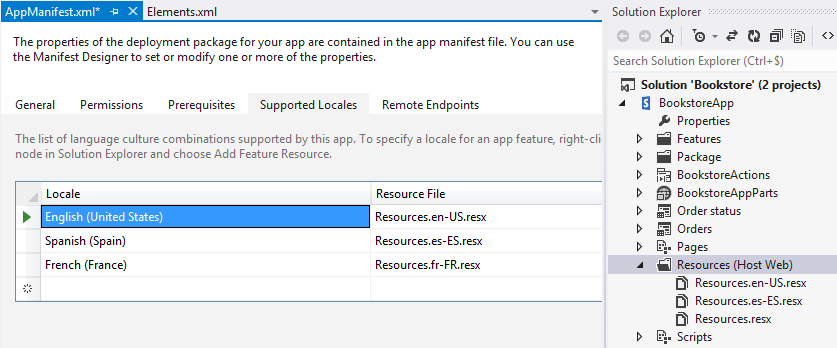 AppManifest.xml*
Elements.xml
The properties of the deployment package for your app are contained in the app manifest file. You can use
the Manifest Designer to set or modify one or more of the properties.
General Permissions Prerequisites Supported Locales Remote Endpoints
The list of language culture combinations supported by this app. To specify a locale for an app feature, right-cli
node in Solution Explorer and choose Add Feature Resource.
Locale Resource File
English (United States) Resources.en-US.resx
Spanish (Spain) Resources.es-ES.resx
French (France) Resources.fr-FR.resx
Solution Explorer
Search Solution Explorer (Ctrl+$)
Solution 'Bookstore' (2 projects)
BookstoreApp
Properties
Features
Package
BookstoreActions
BookstoreAppParts
Order status
Orders
Pages
Resources (Host Web)
Resources.en-US.resx
Resources.es-ES.resx
Resources.resx
Scripts